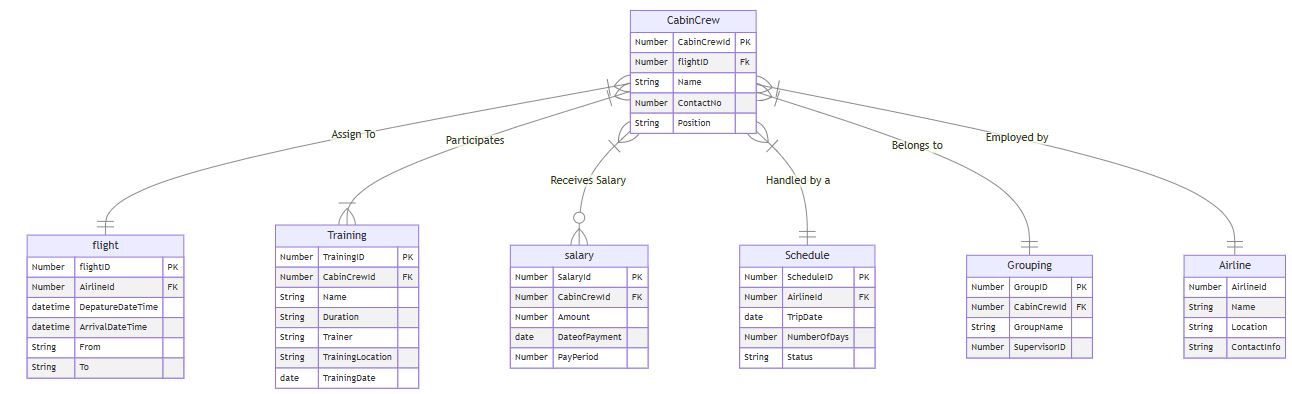 CabinCrew
Number CabinCrewId PK
Number flightID Fk
String Name
Number ContactNo
String Position
Assign To
Participates
Receives Salary
Handled by a
Belongs to
Employed by
flight
Number flightID PK
Number AirlineId FK
datetime DepatureDateTime
datetime ArrivalDateTime
String From
String To
Training
Number TrainingID PK
Number CabinCrewId FK
String Name
String Duration
String Trainer
String TrainingLocation
date TrainingDate
salary
Number SalaryId PK
Number CabinCrewId FK
Number Amount
date DateofPayment
Number PayPeriod
Schedule
Number ScheduleID PK
Number AirlineId FK
date TripDate
Number NumberOfDays
String Status
Grouping
Number GroupID PK
Number CabinCrewId FK
String GroupName
Number SupervisorID
Airline
Number AirlineId
String Name
String Location
String ContactInfo